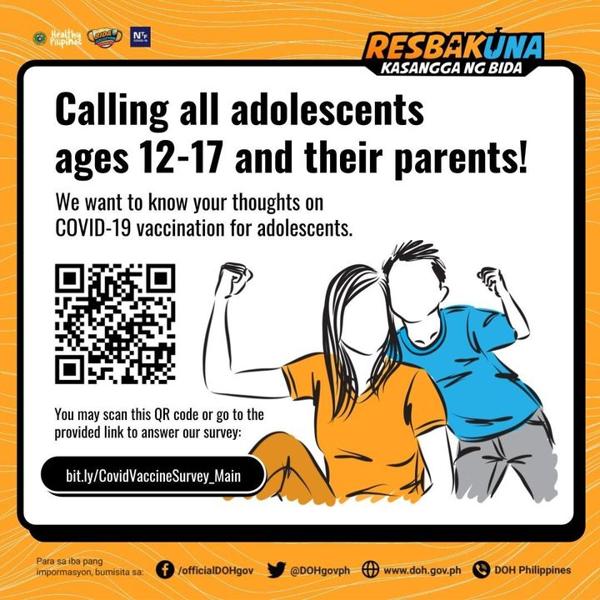 Healthy
Pilipinas
RESBAKUNA
KASANGGA NG BIDA
Calling all adolescents
ages 12-17 and their parents!
We want to know your thoughts on
COVID-19 vaccination for adolescents.
You may scan this QR code or go to the
provided link to answer our survey:
bit.ly/CovidVaccineSurvey_Main
Para sa iba pang
impormasyon, bumisita sa:
/officialDOHgov
@DOHgovph
www.doh.gov.ph
DOH Philippines